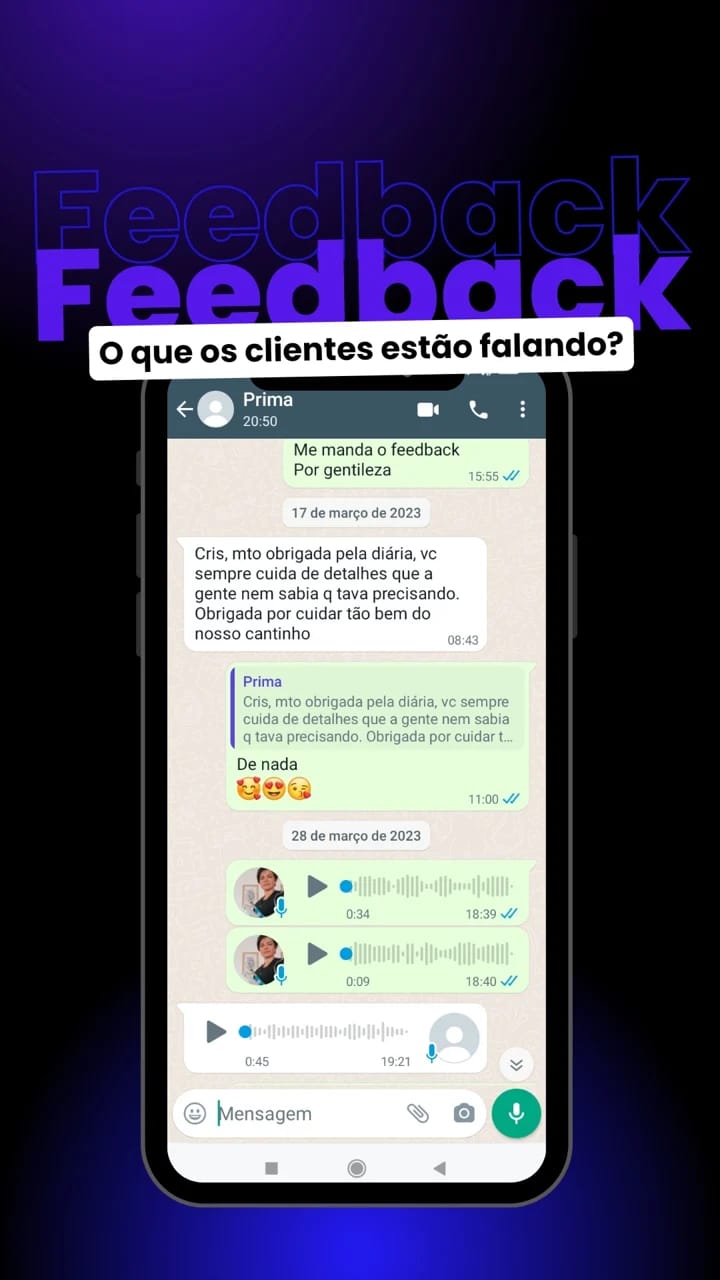 Feedback
Feedback
O que os clientes estão falando?
Prima
20:50
Me manda o feedback
Por gentileza
15:55
17 de março de 2023
Cris, mto obrigada pela diária, vc
sempre cuida de detalhes que a
gente nem sabia q tava precisando.
Obrigada por cuidar tão bem do
nosso cantinho
08:43
Prima
Cris, mto obrigada pela diária, vc sempre
cuida de detalhes que a gente nem sabia
q tava precisando. Obrigada por cuidar t...
De nada
🥰😍😘
11:00
28 de março de 2023
0:34 18:39
0:09 18:40
0:45 19:21
Mensagem